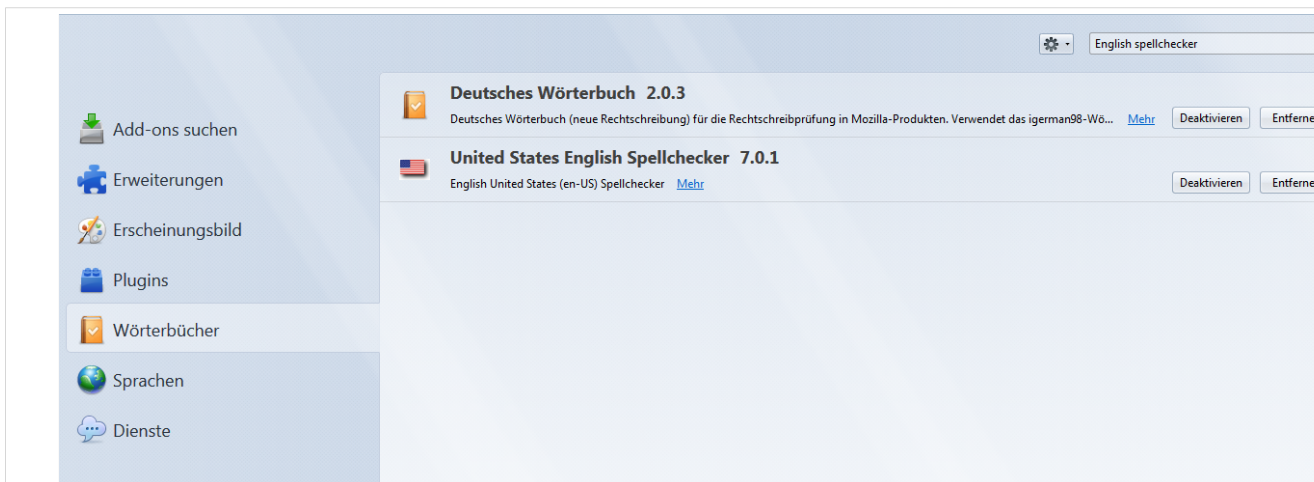 English spellchecker
Add-ons suchen
Erweiterungen
Erscheinungsbild
Plugins
Wörterbücher
Sprachen
Dienste
Deutsches Wörterbuch 2.0.3
Deutsches Wörterbuch (neue Rechtschreibung) für die Rechtschreibprüfung in Mozilla-Produkten. Verwendet das igerman98-Wö... Mehr Deaktivieren Entferne
United States English Spellchecker 7.0.1
English United States (en-US) Spellchecker Mehr Deaktivieren Entferne